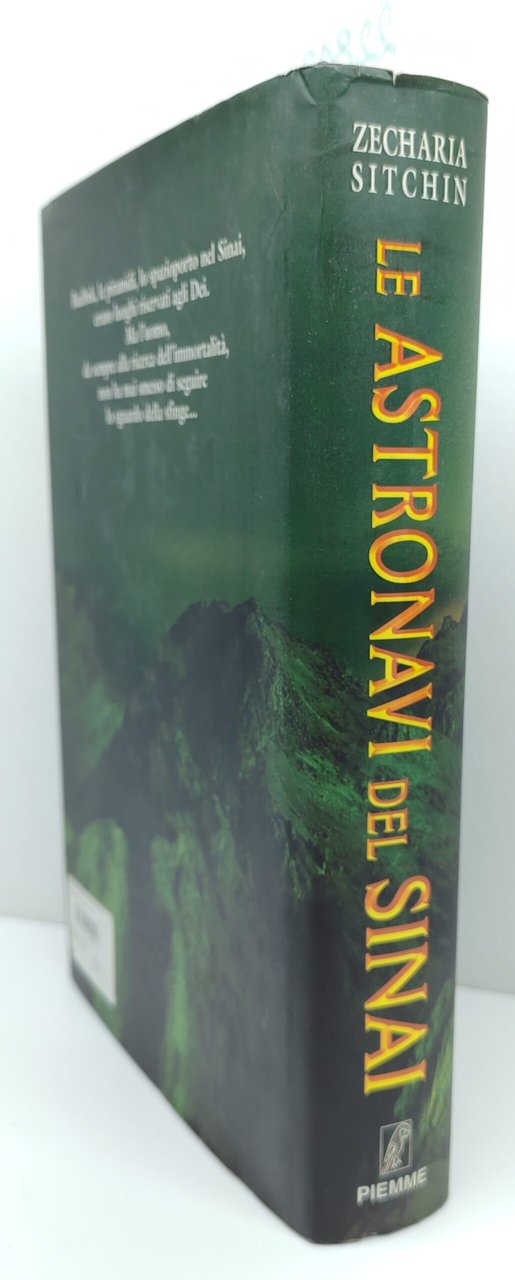 ZECHARIA
SITCHIN
LE ASTRONAVI DEL SINAI
PIEMME
le piramidi, lo spazioporto nel Sinai,
erano luoghi riservati agli Dei.
Ma l'uomo,
da sempre alla ricerca dell'immortalità,
non ha mai smesso di seguire
lo sguardo della sfinge...